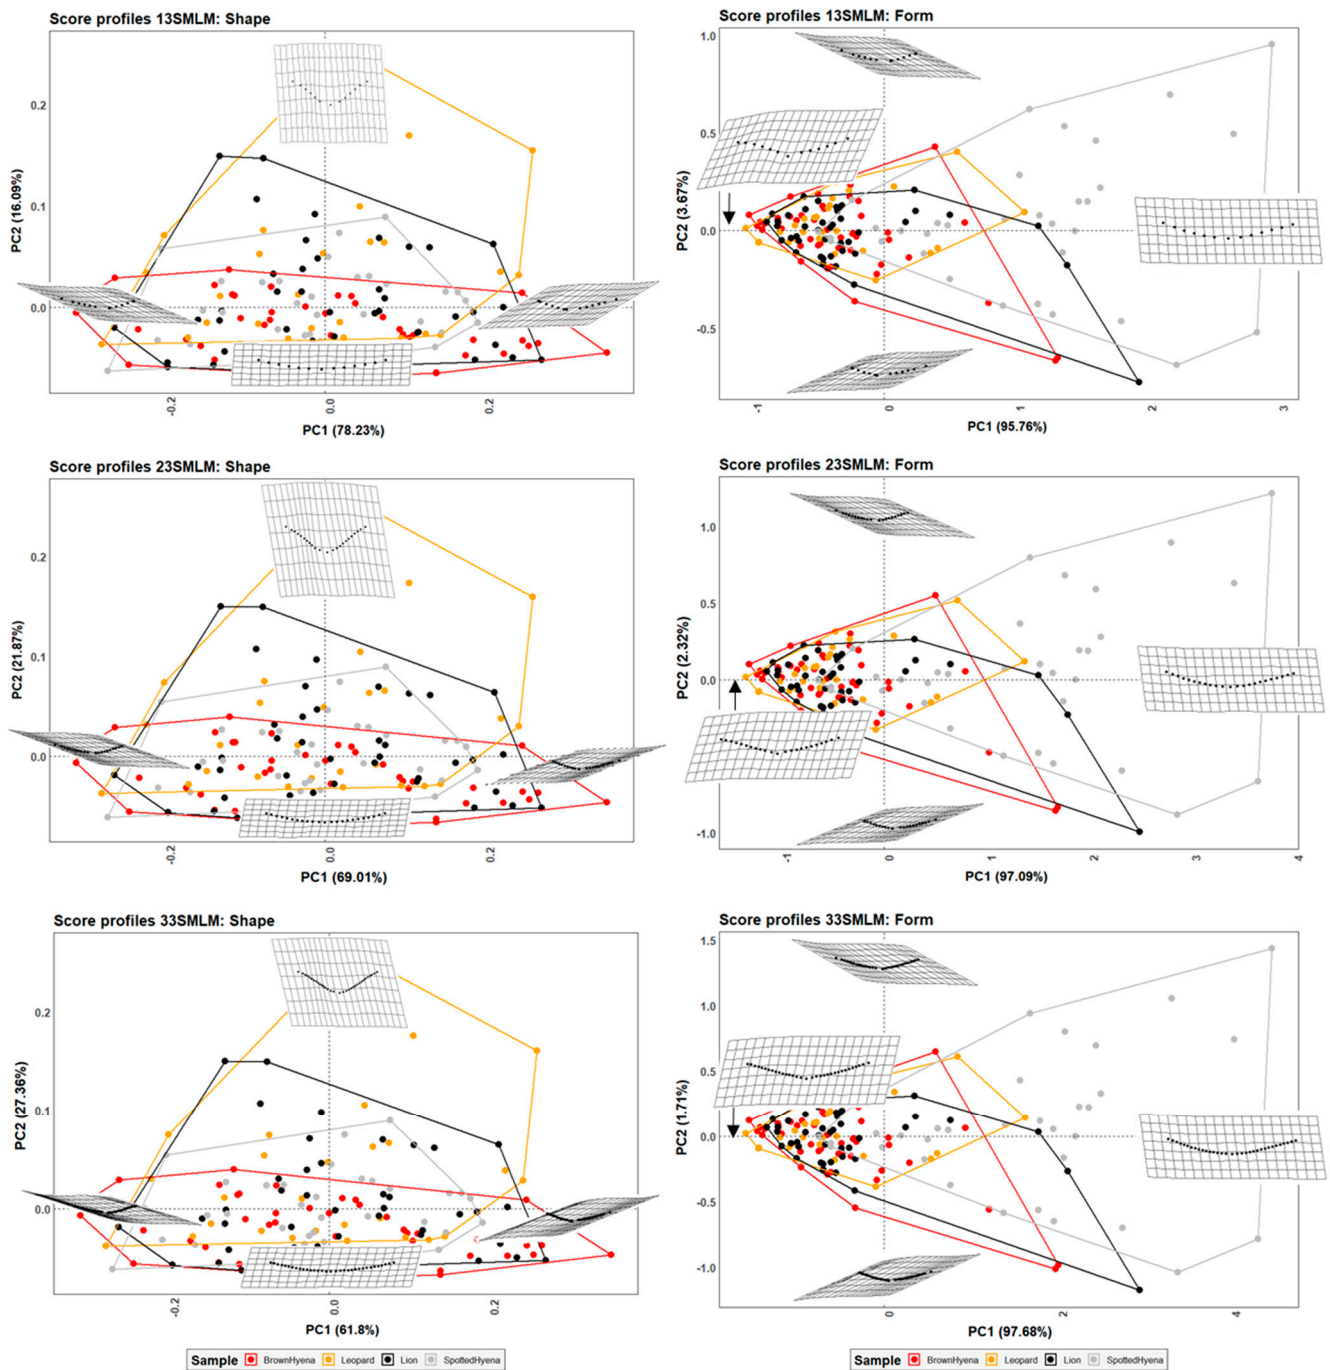 Score profiles 13SMLM: Shape
0.2
0.1
0.0
PC2 (16.09%)
-0.2
0.0
0.2
PC1 (78.23%)
Score profiles 13SMLM: Form
1.0
0.5
0.0
-0.5
PC2 (3.67%)
-1
0
1
2
3
PC1 (95.76%)
Score profiles 23SMLM: Shape
0.2
0.1
0.0
PC2 (21.87%)
-0.2
0.0
0.2
PC1 (69.01%)
Score profiles 23SMLM: Form
1.0
0.5
0.0
-0.5
-1.0
PC2 (2.32%)
-1
0
1
2
3
4
PC1 (97.09%)
Score profiles 33SMLM: Shape
0.2
0.1
0.0
PC2 (27.36%)
-0.2
0.0
0.2
PC1 (61.8%)
Score profiles 33SMLM: Form
1.5
1.0
0.5
0.0
-0.5
-1.0
PC2 (1.71%)
0
2
4
PC1 (97.68%)
Sample BrownHyena Leopard Lion SpottedHyena
Sample BrownHyena Leopard Lion SpottedHyena